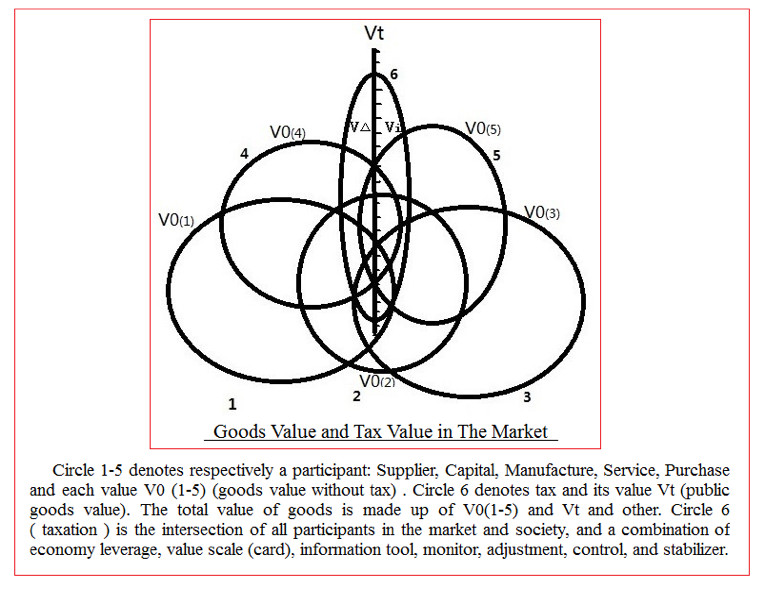 Vt
6
V△ Vi
V0(4)
V0(5)
4
5
V0(1)
V0(3)
V0(2)
1
2
3
Goods Value and Tax Value in The Market
Circle 1-5 denotes respectively a participant: Supplier, Capital, Manufacture, Service, Purchase
and each value V0 (1-5) (goods value without tax) . Circle 6 denotes tax and its value Vt (public
goods value). The total value of goods is made up of V0(1-5) and Vt and other. Circle 6
( taxation ) is the intersection of all participants in the market and society, and a combination of
economy leverage, value scale (card), information tool, monitor, adjustment, control, and stabilizer.